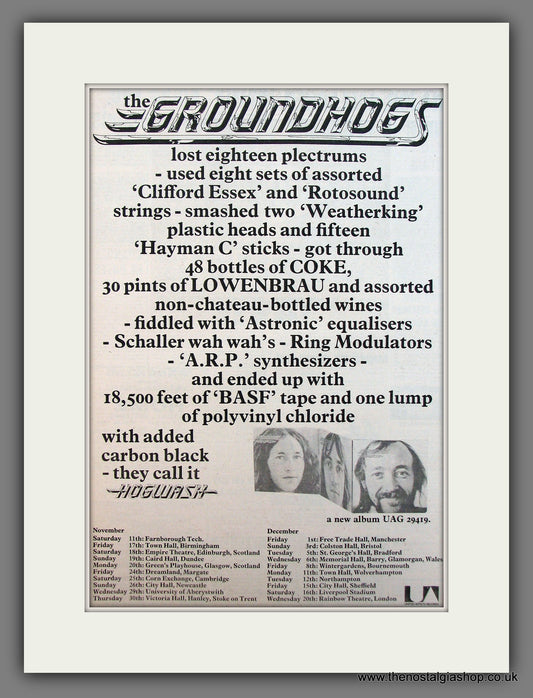 the GROUNDHOGS
lost eighteen plectrums
- used eight sets of assorted
‘Clifford Essex’ and ‘Rotosound’
strings - smashed two ‘Weatherking’
plastic heads and fifteen
‘Hayman C’ sticks - got through
48 bottles of COKE,
30 pints of LOWENBRAU and assorted
non-chateau-bottled wines
- fiddled with ‘Astronic’ equalisers
- Schaller wah wah’s - Ring Modulators
- ‘A.R.P.’ synthesizers -
and ended up with
18,500 feet of ‘BASF’ tape and one lump
of polyvinyl chloride
with added
carbon black
- they call it
HOGWASH
a new album UAG 29419.
November
Saturday 11th: Farnborough Tech.
Friday 17th: Town Hall, Birmingham
Saturday 18th: Empire Theatre, Edinburgh, Scotland
Sunday 19th: Caird Hall, Dundee
Monday 20th: Green's Playhouse, Glasgow, Scotland
Friday 24th: Dreamland, Margate
Saturday 25th: Corn Exchange, Cambridge
Sunday 26th: City Hall, Newcastle
Wednesday 29th: University of Aberystwith
Thursday 30th: Victoria Hall, Hanley, Stoke on Trent
December
Friday 1st: Free Trade Hall, Manchester
Sunday 3rd: Colston Hall, Bristol
Tuesday 5th: St. George's Hall, Bradford
Wednesday 6th: Memorial Hall, Barry, Glamorgan, Wales
Friday 8th: Wintergardens, Bournemouth
Monday 11th: Town Hall, Wolverhampton
Tuesday 12th: Northampton
Friday 15th: City Hall, Sheffield
Saturday 16th: Liverpool Stadium
Wednesday 20th: Rainbow Theatre, London
UA
www.thenostalgiashop.co.uk